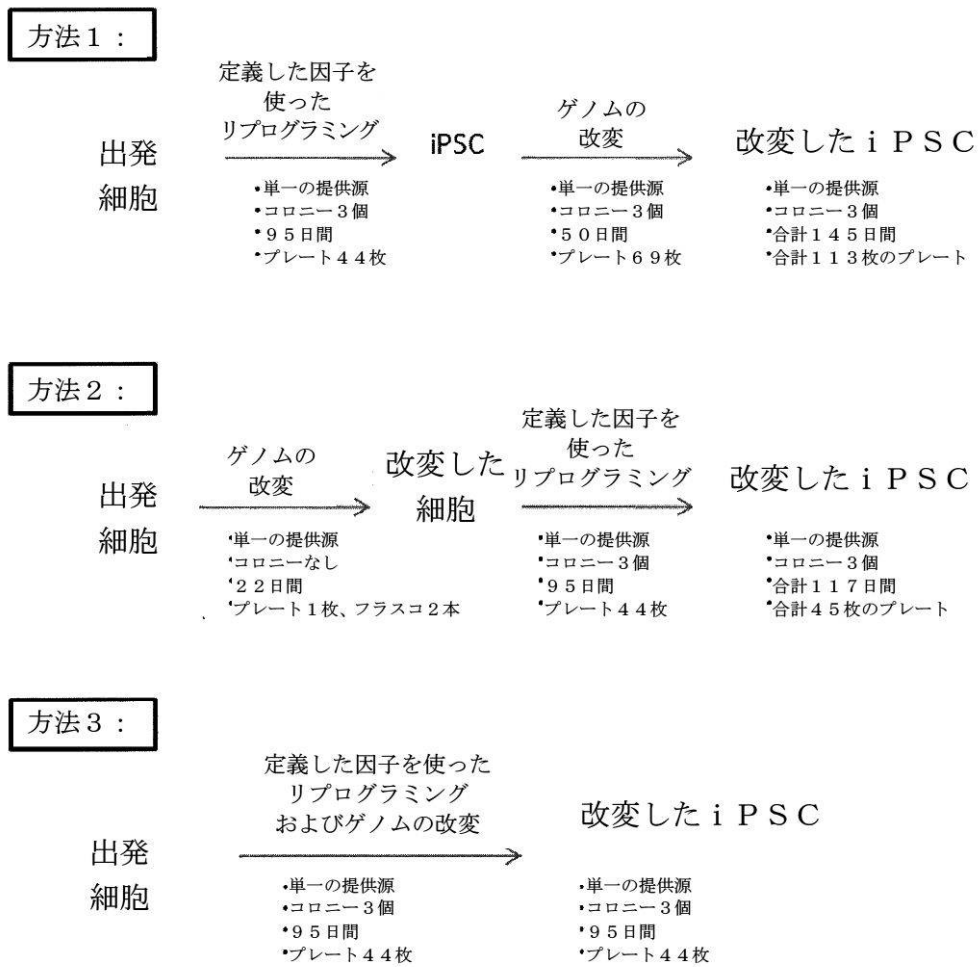 方法１：
定義した因子を
使った
リプログラミング
出発
細胞
iPSC
ゲノムの
改変
改変したｉＰＳＣ
•単一の提供源
•コロニー３個
•９５日間
•プレート４４枚
•単一の提供源
•コロニー３個
•５０日間
•プレート６９枚
•単一の提供源
•コロニー３個
•合計１４５日間
•合計１１３枚のプレート
方法２：
出発
細胞
ゲノムの
改変
改変した
細胞
定義した因子を
使った
リプログラミング
改変したｉＰＳＣ
•単一の提供源
•コロニーなし
•２２日間
•プレート１枚、フラスコ２本
•単一の提供源
•コロニー３個
•９５日間
•プレート４４枚
•単一の提供源
•コロニー３個
•合計１１７日間
•合計４５枚のプレート
方法３：
出発
細胞
定義した因子を使った
リプログラミング
およびゲノムの改変
改変したｉＰＳＣ
•単一の提供源
•コロニー３個
•９５日間
•プレート４４枚
•単一の提供源
•コロニー３個
•９５日間
•プレート４４枚